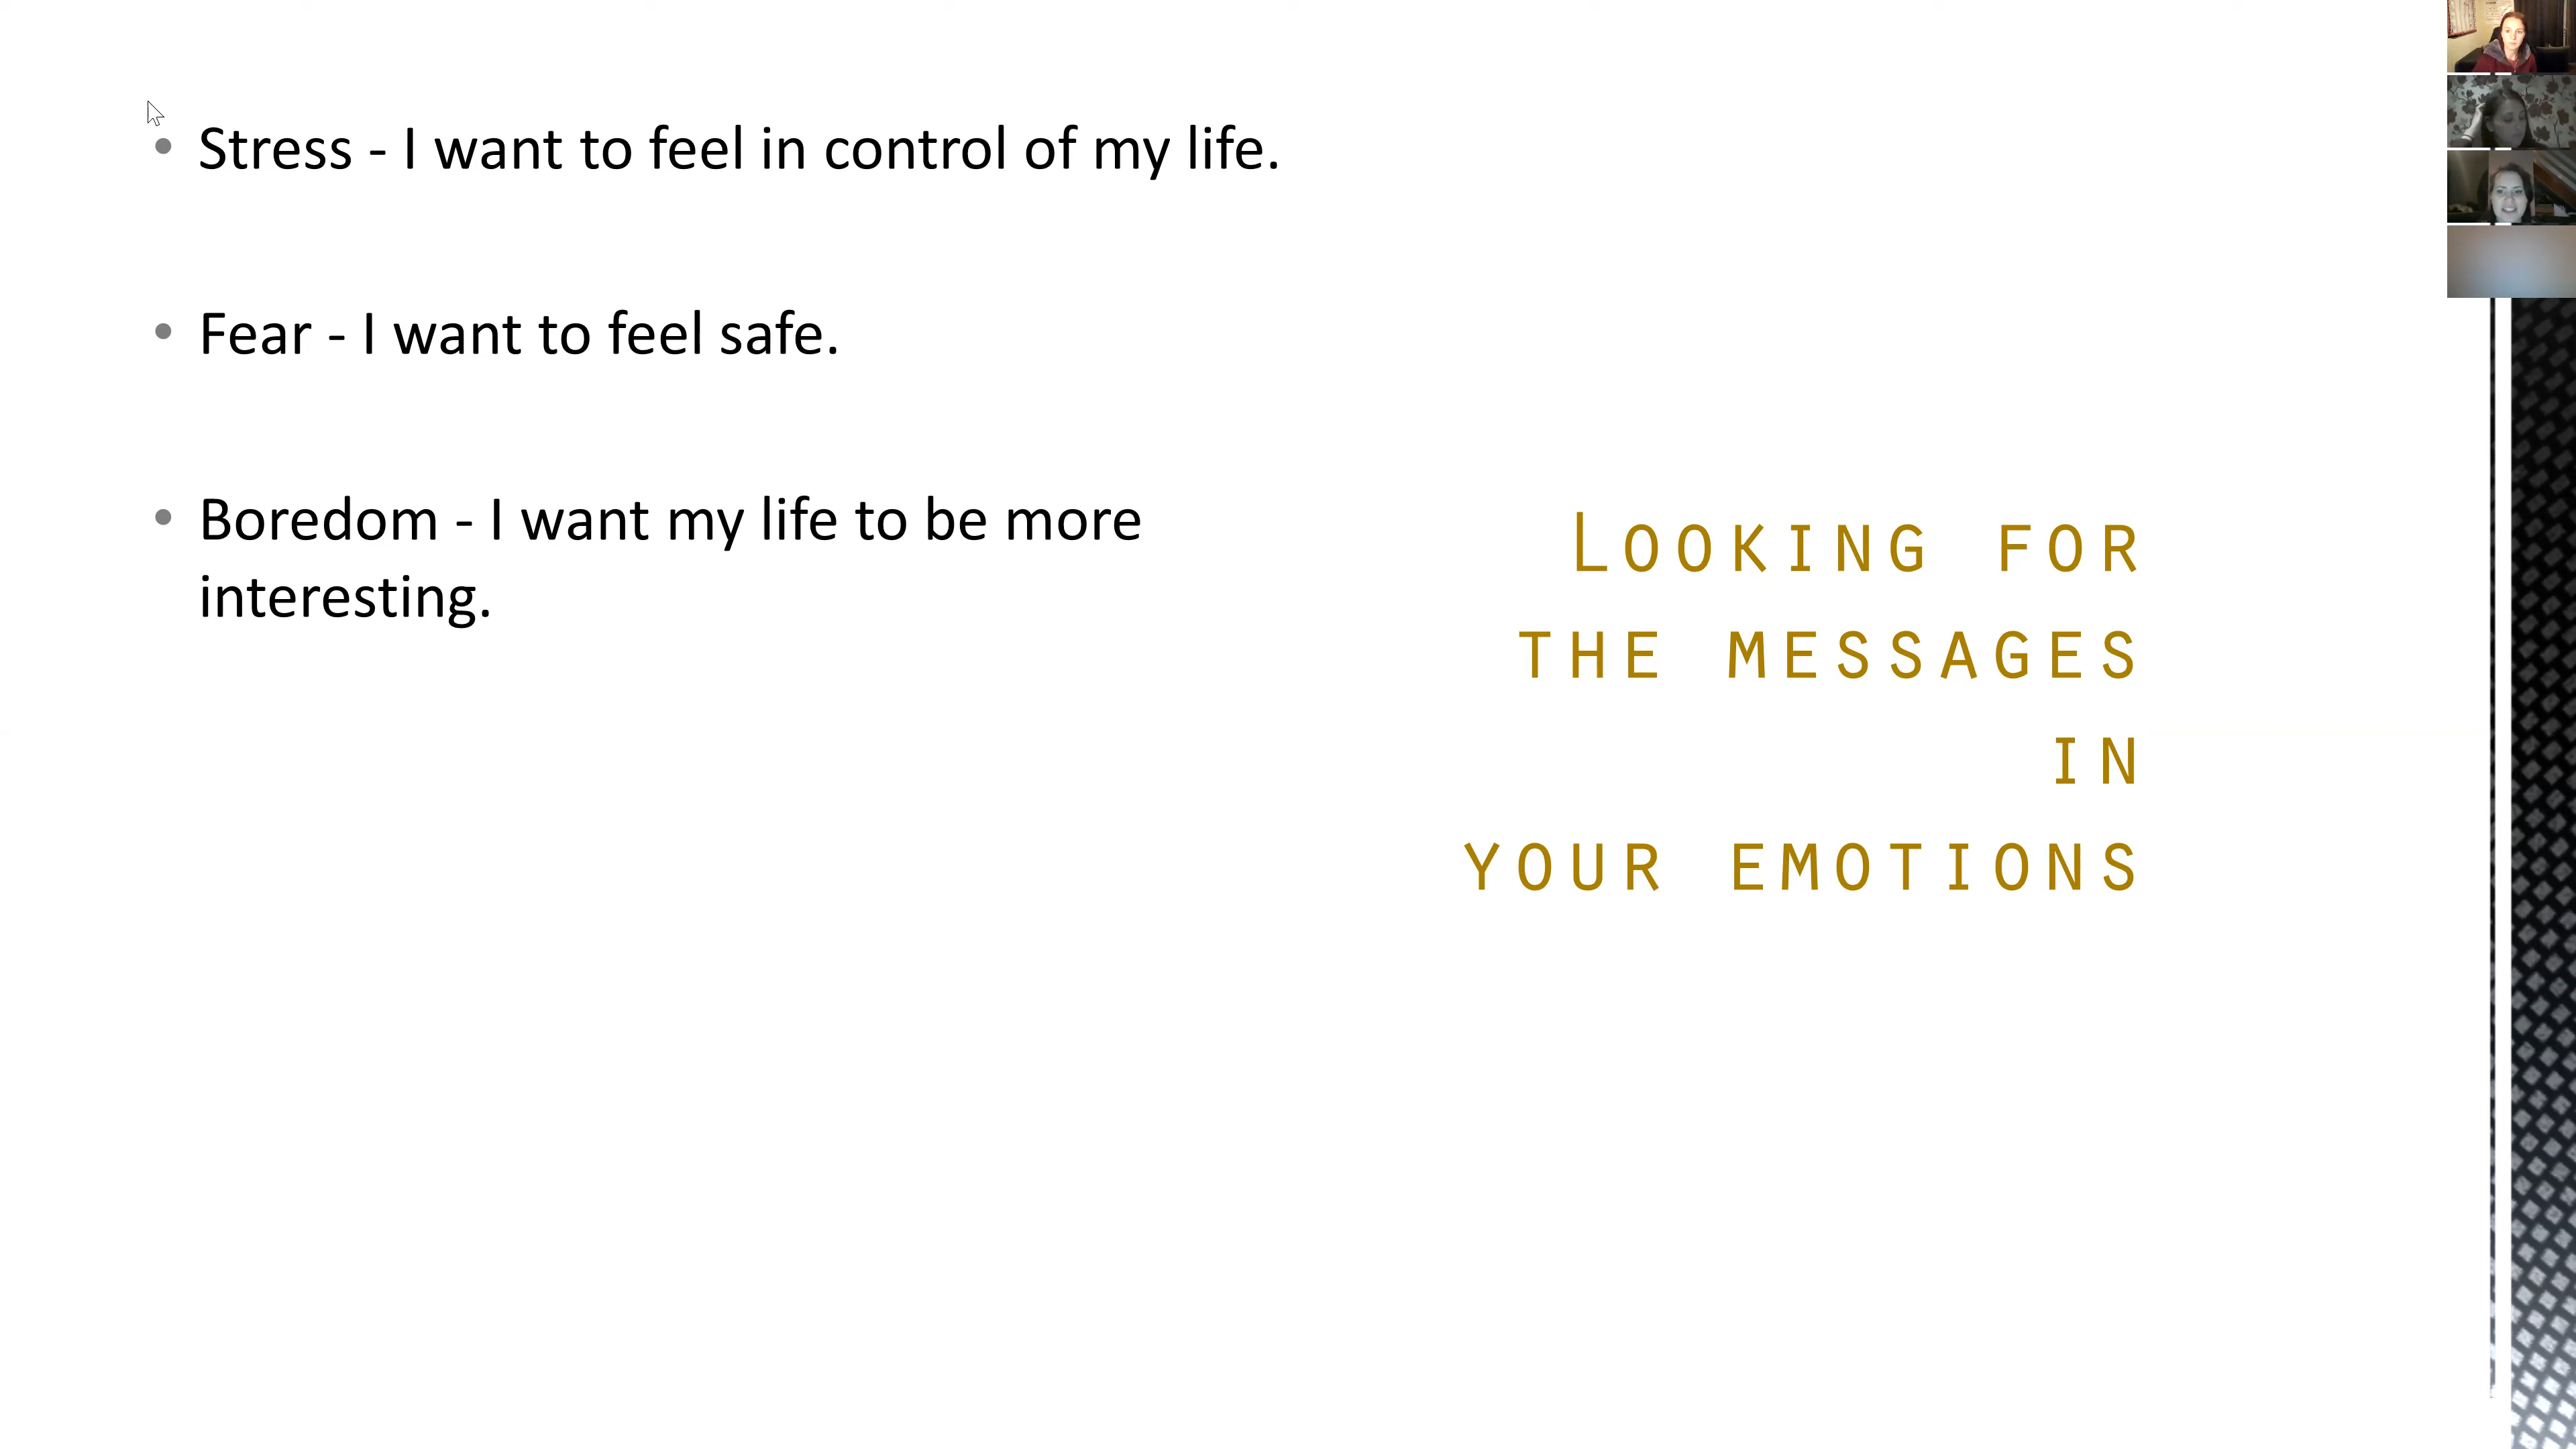 • Stress - I want to feel in control of my life.
• Fear - I want to feel safe.
• Boredom - I want my life to be more
interesting.
Looking for
the messages
in
your emotions